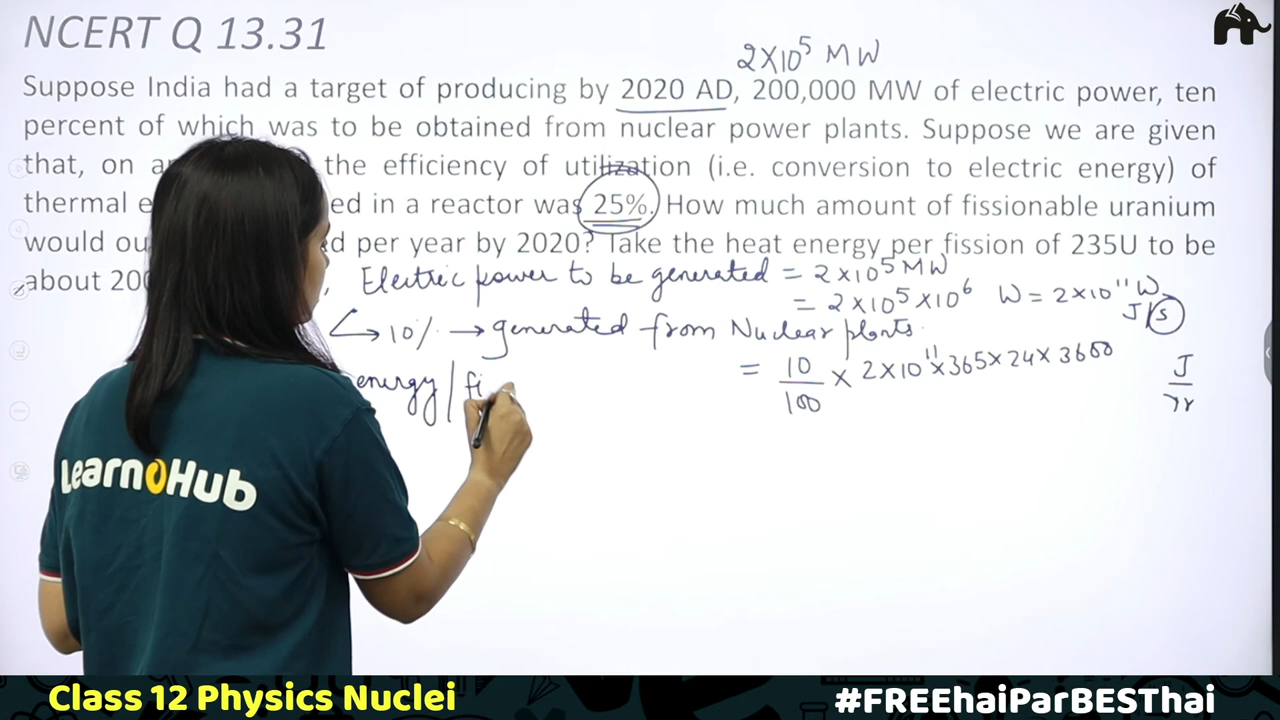 NCERT Q 13.31
2×10⁵ MW
Suppose India had a target of producing by 2020 AD, 200,000 MW of electric power, ten
percent of which was to be obtained from nuclear power plants. Suppose we are given
that, on a the efficiency of utilization (i.e. conversion to electric energy) of
thermal e ed in a reactor was 25%. How much amount of fissionable uranium
would ou d per year by 2020? Take the heat energy per fission of 235U to be
about 200 ,
Electric power to be generated = 2×10⁵ MW
= 2×10⁵×10⁶ W = 2×10¹¹ W
J/s
↳ 10% → generated from Nuclear plants.
= 10/100 × 2×10¹¹×365×24×3600 J/yr
energy/fi
LearnOHub
Class 12 Physics Nuclei
#FREEhaiParBESThai